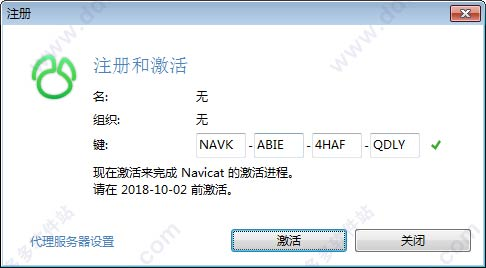 注册
注册和激活
名: 无
组织: 无
键: NAVK - ABIE - 4HAF - QDLY
现在激活来完成 Navicat 的激活进程。
请在 2018-10-02 前激活。
代理服务器设置 激活 关闭